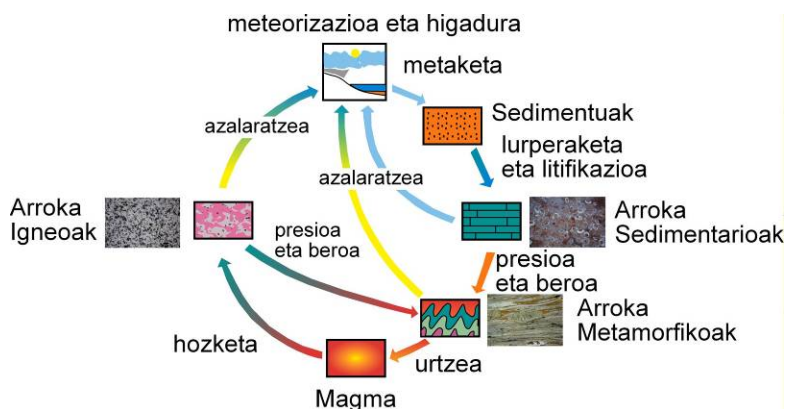 meteorizazioa eta higadura
metaketa
Sedimentuak
lurperaketa
eta litifikazioa
azalaratzea
azalaratzea
Arroka
Igneoak
Arroka
Sedimentarioak
presioa
eta beroa
presioa
eta beroa
Arroka
Metamorfikoak
hozketa
urtzea
Magma